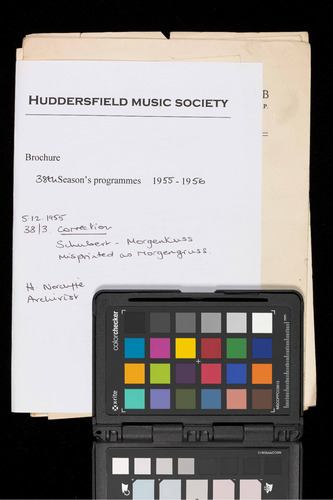 HUDDERSFIELD MUSIC SOCIETY
Brochure
38th Season's programmes 1955-1956
5.12.1955
38/3 Correction
Schubert - Morgenkuss
misprinted as Morgengruss.
H.
Archivist
B
P.
colorchecker
x-rite